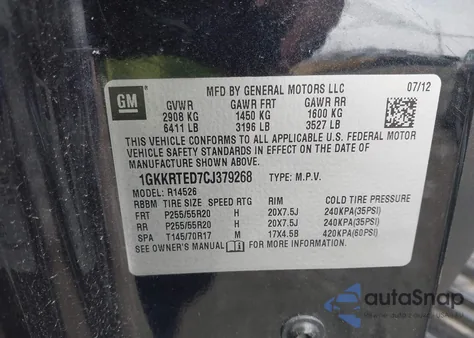 MFD BY GENERAL MOTORS LLC 07/12
GM
GVWR GAWR FRT GAWR RR
2908 KG 1450 KG 1600 KG
6411 LB 3196 LB 3527 LB
THIS VEHICLE CONFORMS TO ALL APPLICABLE U.S. FEDERAL MOTOR
VEHICLE SAFETY STANDARDS IN EFFECT ON THE DATE OF
MANUFACTURE SHOWN ABOVE.
1GKKRTED7CJ379268 TYPE: M.P.V.
MODEL: R14526
RBBM TIRE SIZE SPEED RTG RIM COLD TIRE PRESSURE
FRT P255/55R20 H 20X7.5J 240KPA(35PSI)
RR P255/55R20 H 20X7.5J 240KPA(35PSI)
SPA T145/70R17 M 17X4.5B 420KPA(60PSI)
SEE OWNER'S MANUAL FOR MORE INFORMATION.
autoSnap